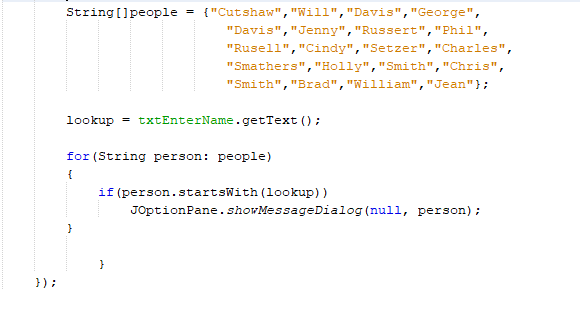 String[]people = {"Cutshaw","Will","Davis","George",
"Davis","Jenny","Russert","Phil",
"Rusell","Cindy","Setzer","Charles",
"Smathers","Holly","Smith","Chris",
"Smith","Brad","William","Jean"};
lookup = txtEnterName.getText();
for(String person: people)
{
if(person.startsWith(lookup))
JOptionPane.showMessageDialog(null, person);
}
}
});